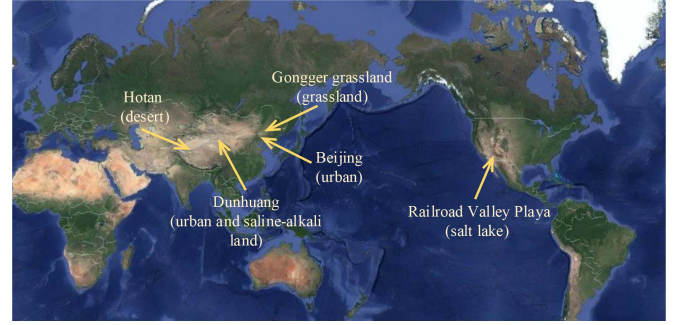 Gongger grassland
(grassland)
Hotan
(desert)
Beijing
(urban)
Dunhuang
(urban and saline-alkali
land)
Railroad Valley Playa
(salt lake)